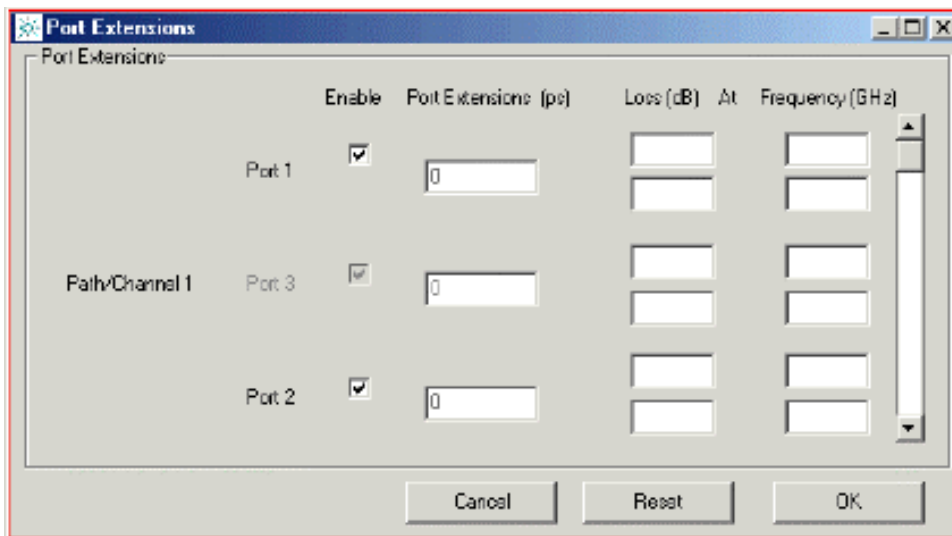 Port Extensions
Port Extensions
Enable Port Extensions (ps) Loss (dB) At Frequency (GHz)
Port 1
0
Path/Channel 1 Port 3
0
Port 2
0
Cancel Reset OK